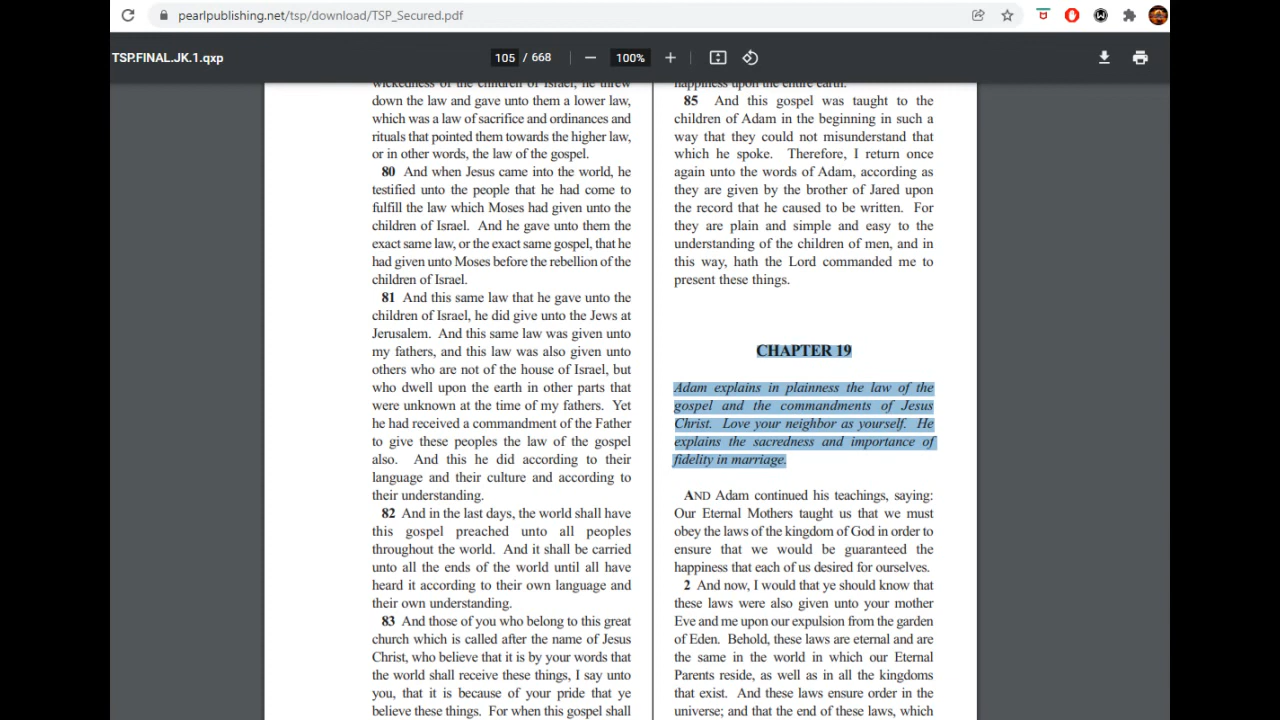 pearlpublishing.net/tsp/download/TSP_Secured.pdf
TSP.FINAL.JK.1.qxp
105 / 668
100%
wickedness of the children of Israel, he threw
down the law and gave unto them a lower law,
which was a law of sacrifice and ordinances and
rituals that pointed them towards the higher law,
or in other words, the law of the gospel.
80 And when Jesus came into the world, he
testified unto the people that he had come to
fulfill the law which Moses had given unto the
children of Israel. And he gave unto them the
exact same law, or the exact same gospel, that he
had given unto Moses before the rebellion of the
children of Israel.
81 And this same law that he gave unto the
children of Israel, he did give unto the Jews at
Jerusalem. And this same law was given unto
my fathers, and this law was also given unto
others who are not of the house of Israel, but
who dwell upon the earth in other parts that
were unknown at the time of my fathers. Yet
he had received a commandment of the Father
to give these peoples the law of the gospel
also. And this he did according to their
language and their culture and according to
their understanding.
82 And in the last days, the world shall have
this gospel preached unto all peoples
throughout the world. And it shall be carried
unto all the ends of the world until all have
heard it according to their own language and
their own understanding.
83 And those of you who belong to this great
church which is called after the name of Jesus
Christ, who believe that it is by your words that
the world shall receive these things, I say unto
you, that it is because of your pride that ye
believe these things. For when this gospel shall
happiness upon the entire earth.
85 And this gospel was taught to the
children of Adam in the beginning in such a
way that they could not misunderstand that
which he spoke. Therefore, I return once
again unto the words of Adam, according as
they are given by the brother of Jared upon
the record that he caused to be written. For
they are plain and simple and easy to the
understanding of the children of men, and in
this way, hath the Lord commanded me to
present these things.
CHAPTER 19
Adam explains in plainness the law of the
gospel and the commandments of Jesus
Christ. Love your neighbor as yourself. He
explains the sacredness and importance of
fidelity in marriage.
AND Adam continued his teachings, saying:
Our Eternal Mothers taught us that we must
obey the laws of the kingdom of God in order to
ensure that we would be guaranteed the
happiness that each of us desired for ourselves.
2 And now, I would that ye should know that
these laws were also given unto your mother
Eve and me upon our expulsion from the garden
of Eden. Behold, these laws are eternal and are
the same in the world in which our Eternal
Parents reside, as well as in all the kingdoms
that exist. And these laws ensure order in the
universe; and that the end of these laws, which